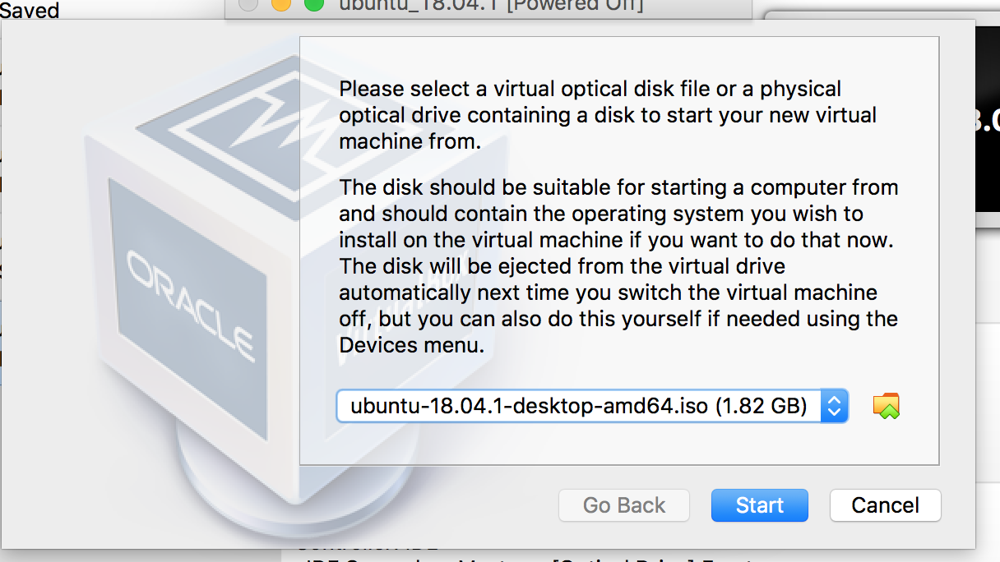 Saved
ubuntu_18.04.1 [Powered Off]
Please select a virtual optical disk file or a physical
optical drive containing a disk to start your new virtual
machine from.
The disk should be suitable for starting a computer from
and should contain the operating system you wish to
install on the virtual machine if you want to do that now.
The disk will be ejected from the virtual drive
automatically next time you switch the virtual machine
off, but you can also do this yourself if needed using the
Devices menu.
ORACLE
VirtualBox
ubuntu-18.04.1-desktop-amd64.iso (1.82 GB)
Go Back
Start
Cancel